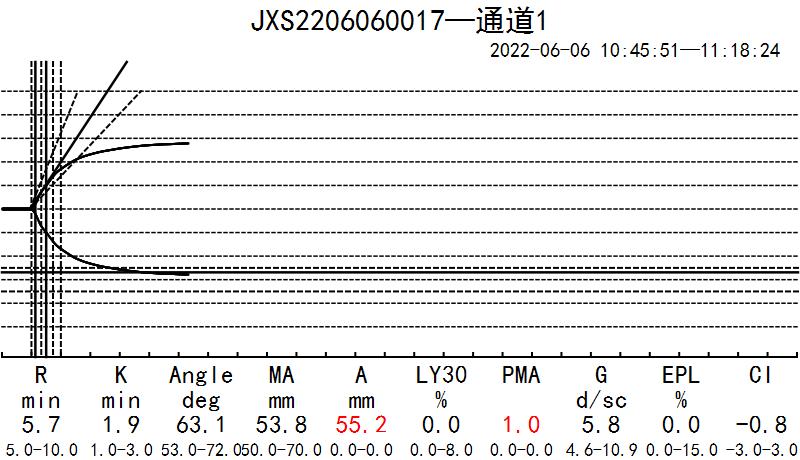 JXS2206060017—通道1
2022-06-06 10:45:51—11:18:24
R K Angle MA A LY30 PMA G EPL CI
min min deg mm mm % d/sc %
5.7 1.9 63.1 53.8 55.2 0.0 1.0 5.8 0.0 -0.8
5.0-10.0 1.0-3.0 53.0-72.0 50.0-70.0 0.0-0.0 0.0-8.0 0.0-0.0 4.6-10.9 0.0-15.0 -3.0-3.0